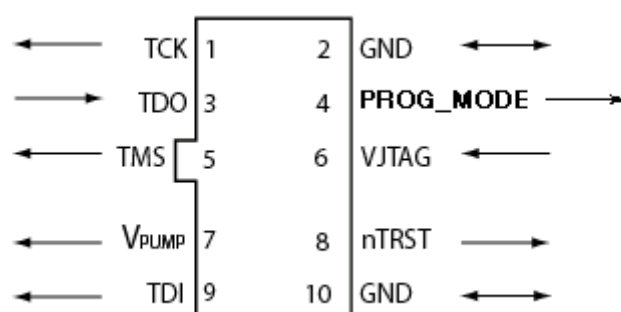 TCK 1 2 GND
TDO 3 4 PROG_MODE
TMS 5 6 VJTAG
VPUMP 7 8 nTRST
TDI 9 10 GND